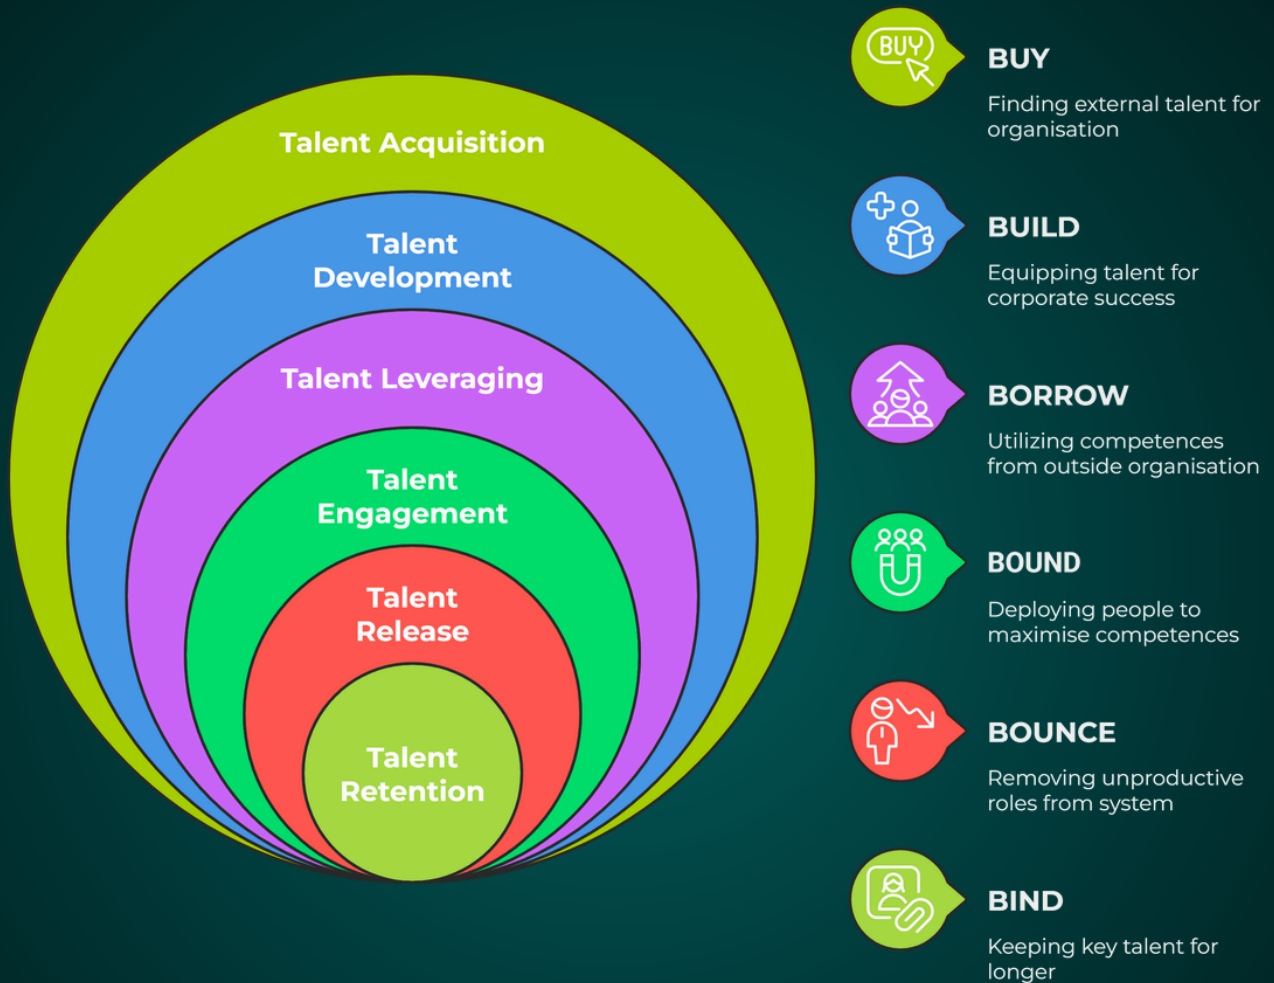 Talent Acquisition
Talent
Development
Talent Leveraging
Talent
Engagement
Talent
Release
Talent
Retention
BUY
BUY
Finding external talent for
organisation
BUILD
Equipping talent for
corporate success
BORROW
Utilizing competences
from outside organisation
BOUND
Deploying people to
maximise competences
BOUNCE
Removing unproductive
roles from system
BIND
Keeping key talent for
longer